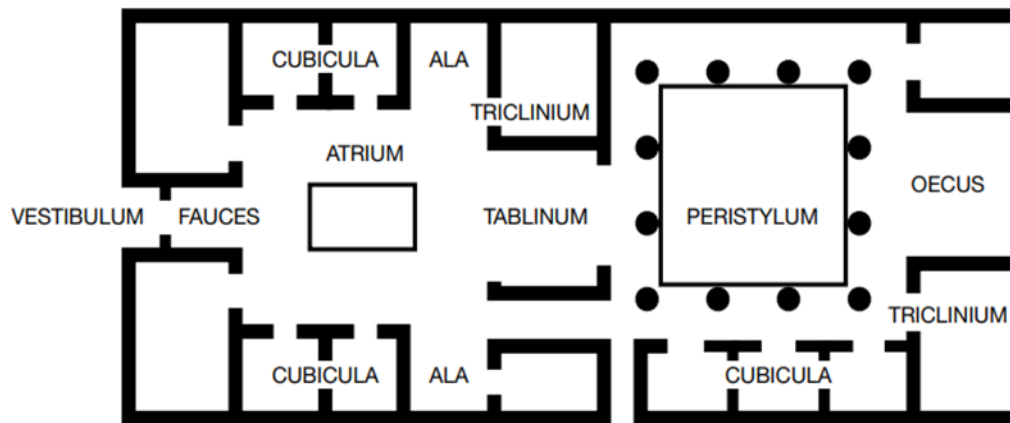 CUBICULA
ALA
TRICLINIUM
ATRIUM
OECUS
VESTIBULUM
FAUCES
TABLINUM
PERISTYLUM
TRICLINIUM
CUBICULA
ALA
CUBICULA